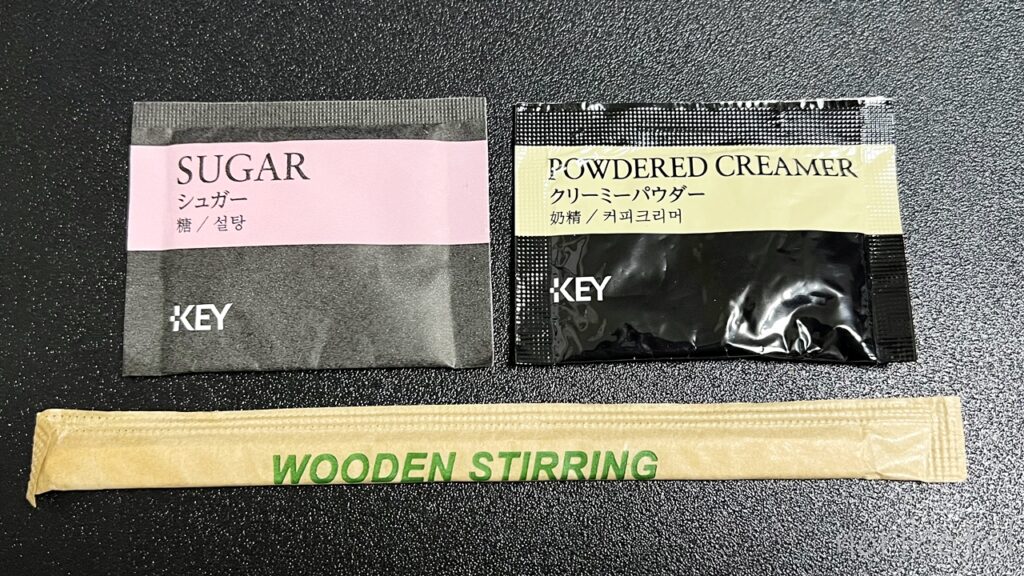 SUGAR
シュガー
糖 / 설탕
KEY
POWDERED CREAMER
クリーミーパウダー
奶精 / 커피크리머
KEY
WOODEN STIRRING